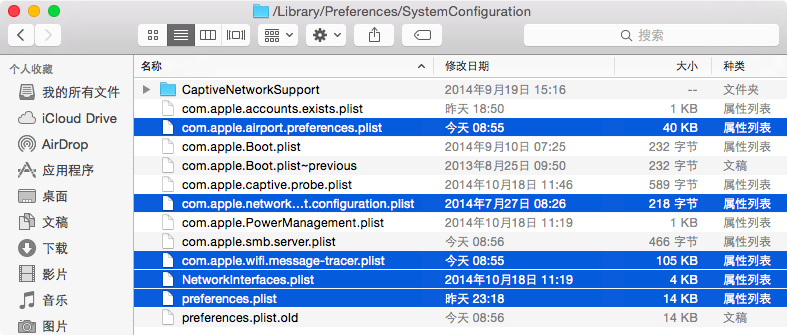 /Library/Preferences/SystemConfiguration
搜索
个人收藏
我的所有文件
iCloud Drive
AirDrop
应用程序
桌面
文稿
下载
影片
音乐
图片
名称 修改日期 大小 种类
CaptiveNetworkSupport 2014年9月19日 15:16 -- 文件夹
com.apple.accounts.exists.plist 昨天 18:50 1 KB 属性列表
com.apple.airport.preferences.plist 今天 08:55 40 KB 属性列表
com.apple.Boot.plist 2014年9月10日 07:25 232 字节 属性列表
com.apple.Boot.plist~previous 2013年8月25日 09:50 232 字节 文稿
com.apple.captive.probe.plist 2014年10月18日 11:46 589 字节 属性列表
com.apple.network...t.configuration.plist 2014年7月27日 08:26 218 字节 属性列表
com.apple.PowerManagement.plist 2014年10月18日 11:19 1 KB 属性列表
com.apple.smb.server.plist 今天 08:56 466 字节 属性列表
com.apple.wifi.message-tracer.plist 今天 08:56 105 KB 属性列表
NetworkInterfaces.plist 2014年10月18日 11:19 4 KB 属性列表
preferences.plist 昨天 23:18 14 KB 属性列表
preferences.plist.old 今天 08:56 14 KB 文稿